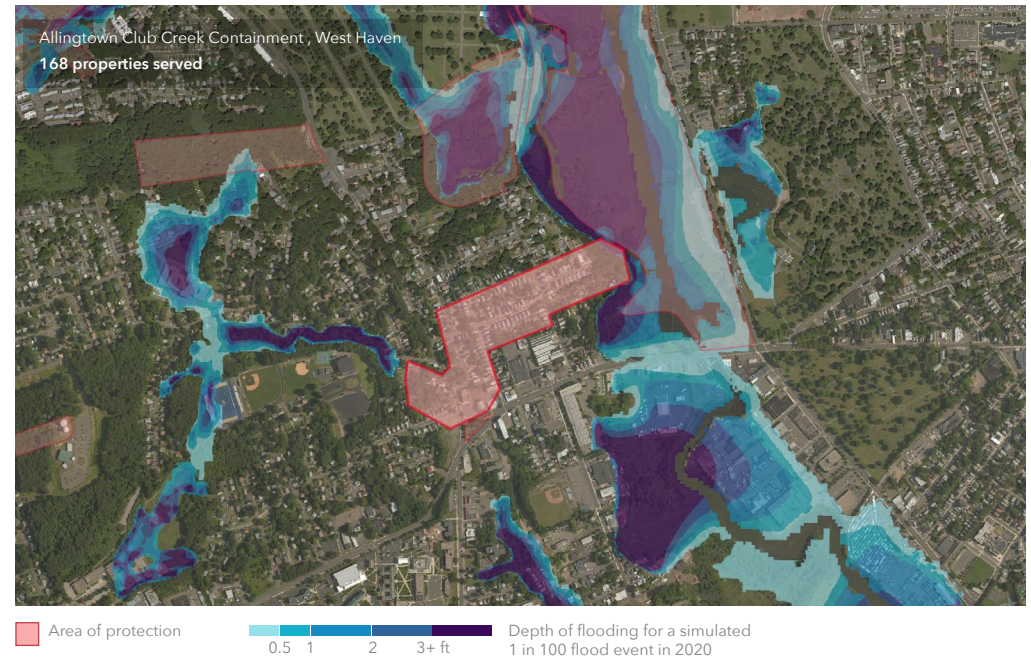 Allingtown Club Creek Containment , West Haven
168 properties served
Area of protection
0.5 1 2 3+ ft
Depth of flooding for a simulated
1 in 100 flood event in 2020